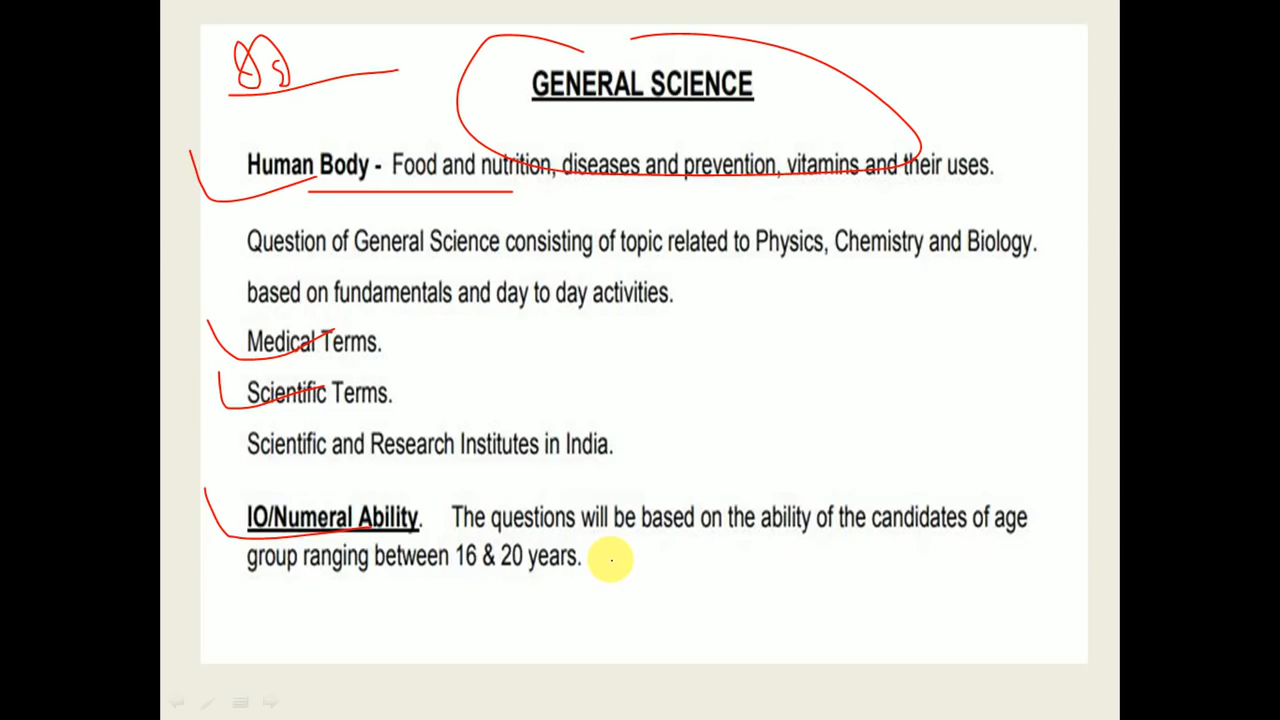 GENERAL SCIENCE
Human Body - Food and nutrition, diseases and prevention, vitamins and their uses.
Question of General Science consisting of topic related to Physics, Chemistry and Biology.
based on fundamentals and day to day activities.
Medical Terms.
Scientific Terms.
Scientific and Research Institutes in India.
IO/Numeral Ability. The questions will be based on the ability of the candidates of age
group ranging between 16 & 20 years.